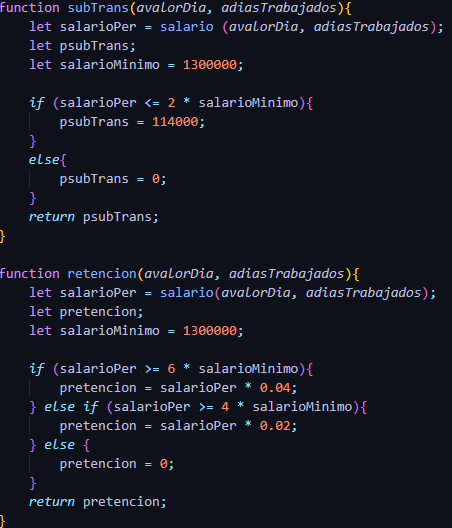 function subTrans(avalorDia, adiasTrabajados){
    let salarioPer = salario (avalorDia, adiasTrabajados);
    let psubTrans;
    let salarioMinimo = 1300000;

    if (salarioPer <= 2 * salarioMinimo){
        psubTrans = 114000;
    }
    else{
        psubTrans = 0;
    }
    return psubTrans;
}

function retencion(avalorDia, adiasTrabajados){
    let salarioPer = salario(avalorDia, adiasTrabajados);
    let pretencion;
    let salarioMinimo = 1300000;

    if (salarioPer >= 6 * salarioMinimo){
        pretencion = salarioPer * 0.04;
    } else if (salarioPer >= 4 * salarioMinimo){
        pretencion = salarioPer * 0.02;
    } else {
        pretencion = 0;
    }
    return pretencion;
}